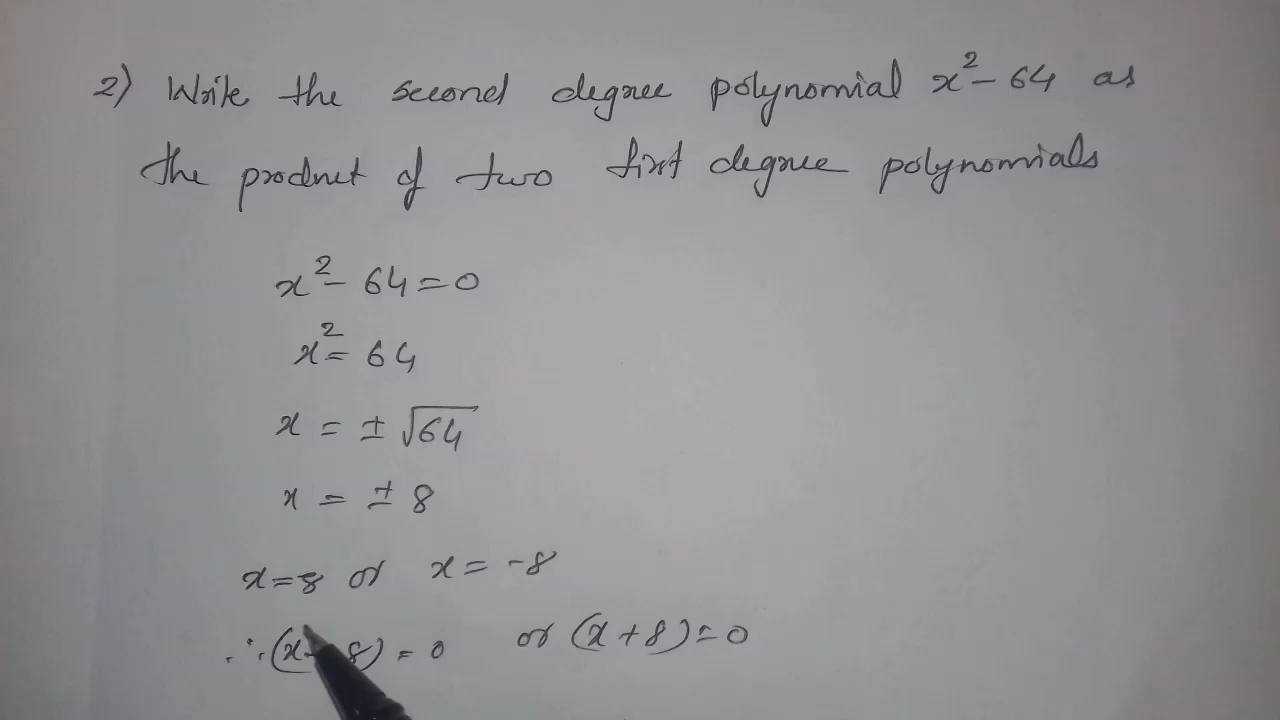 2) Write the second degree polynomial x² - 64 as
the product of two first degree polynomials
x² - 64 = 0
x² = 64
x = ± √64
x = ± 8
x = 8 or x = -8
∴ (x - 8) = 0 or (x + 8) = 0